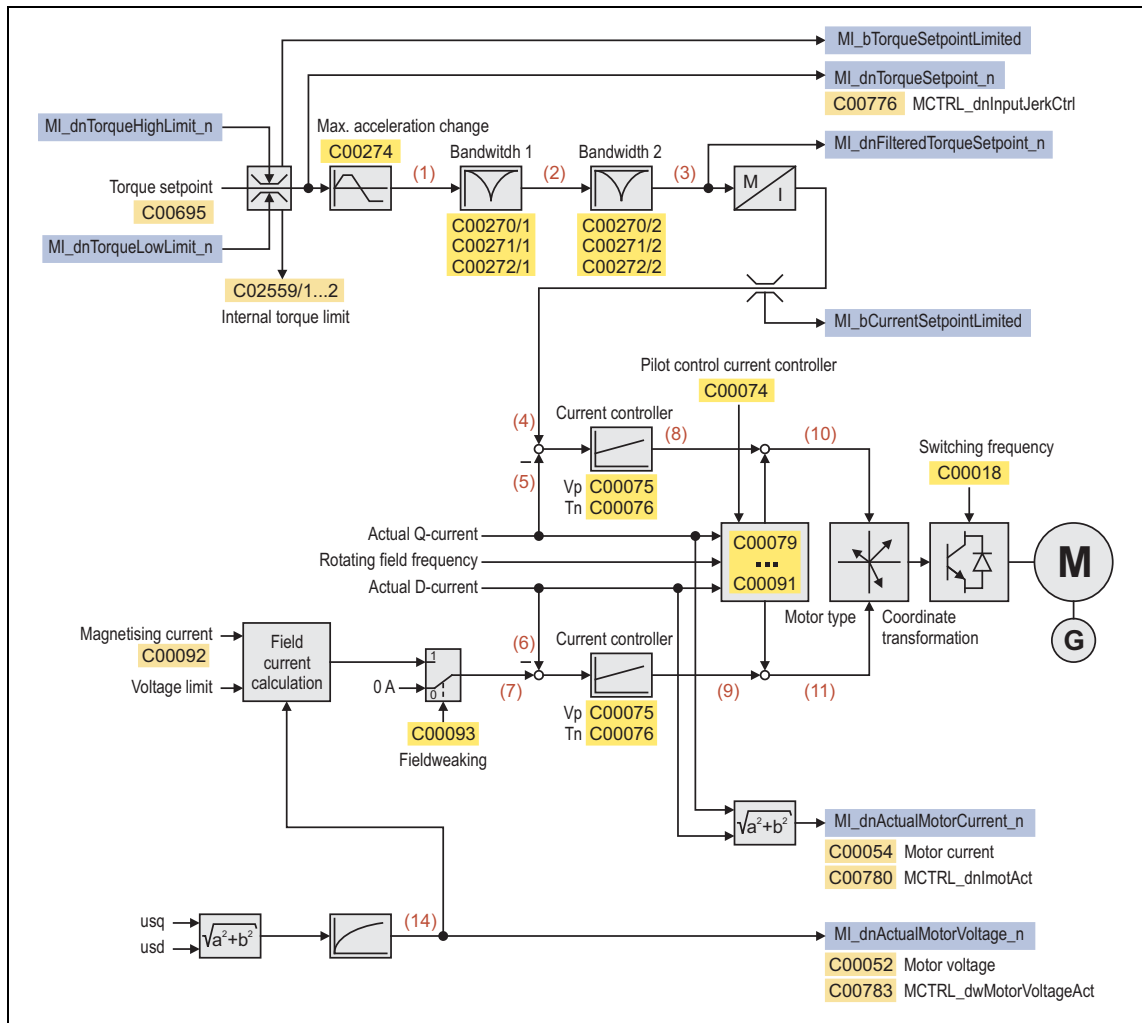 MI_bTorqueSetpointLimited
MI_dnTorqueSetpoint_n
C00776 MCTRL_dnInputJerkCtrl
MI_dnTorqueHighLimit_n
Max. acceleration change
C00274
Bandwitdh 1
Bandwidth 2
MI_dnFilteredTorqueSetpoint_n
(1)
(2)
(3)
M
I
Torque setpoint
C00695
C00270/1
C00271/1
C00272/1
C00270/2
C00271/2
C00272/2
MI_dnTorqueLowLimit_n
C02559/1...2
Internal torque limit
MI_bCurrentSetpointLimited
Pilot control current controller
C00074
(4)
Current controller
(8)
(10)
Switching frequency
C00018
–
(5)
Vp C00075
Tn C00076
Actual Q-current
Rotating field frequency
Actual D-current
C00079
...
C00091
M
G
Motor type
Coordinate
transformation
Magnetising current
C00092
Voltage limit
Field
current
calculation
1
0 A
0
(6)
–
(7)
Current controller
(9)
(11)
Vp C00075
Tn C00076
C00093
Fieldweaking
√a²+b²
MI_dnActualMotorCurrent_n
C00054 Motor current
C00780 MCTRL_dnImotAct
usq
usd
√a²+b²
(14)
MI_dnActualMotorVoltage_n
C00052 Motor voltage
C00783 MCTRL_dwMotorVoltageAct